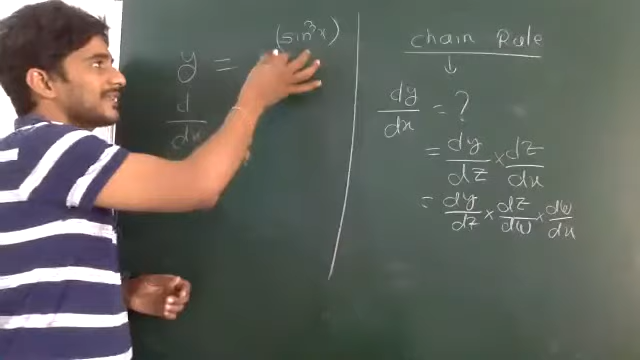 y = (sin³x)
d
dx
chain Rule
↓
dy/dx = ?
= dy/dz × dz/dx
= dy/dz × dz/dw × dw/dx